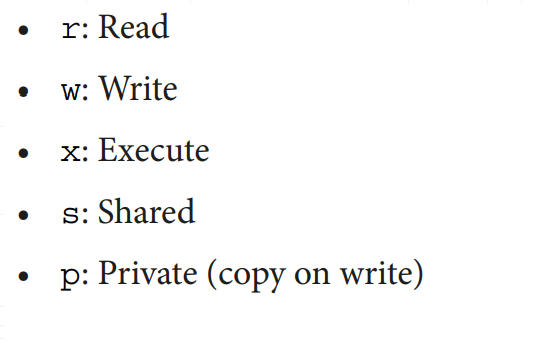 • r: Read
• w: Write
• x: Execute
• s: Shared
• p: Private (copy on write)